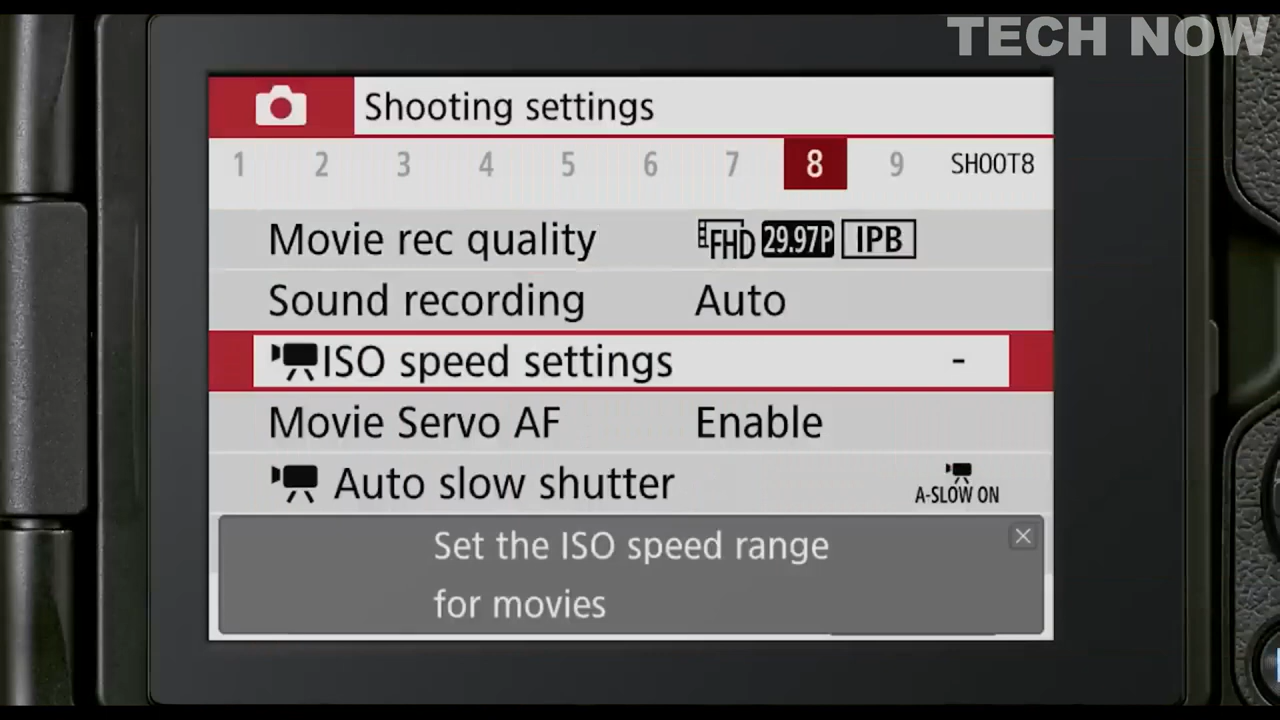 TECH NOW
Shooting settings
1 2 3 4 5 6 7 8 9 SHOOT8
Movie rec quality FHD 29.97P IPB
Sound recording Auto
ISO speed settings -
Movie Servo AF Enable
Auto slow shutter A-SLOW ON
Set the ISO speed range
for movies